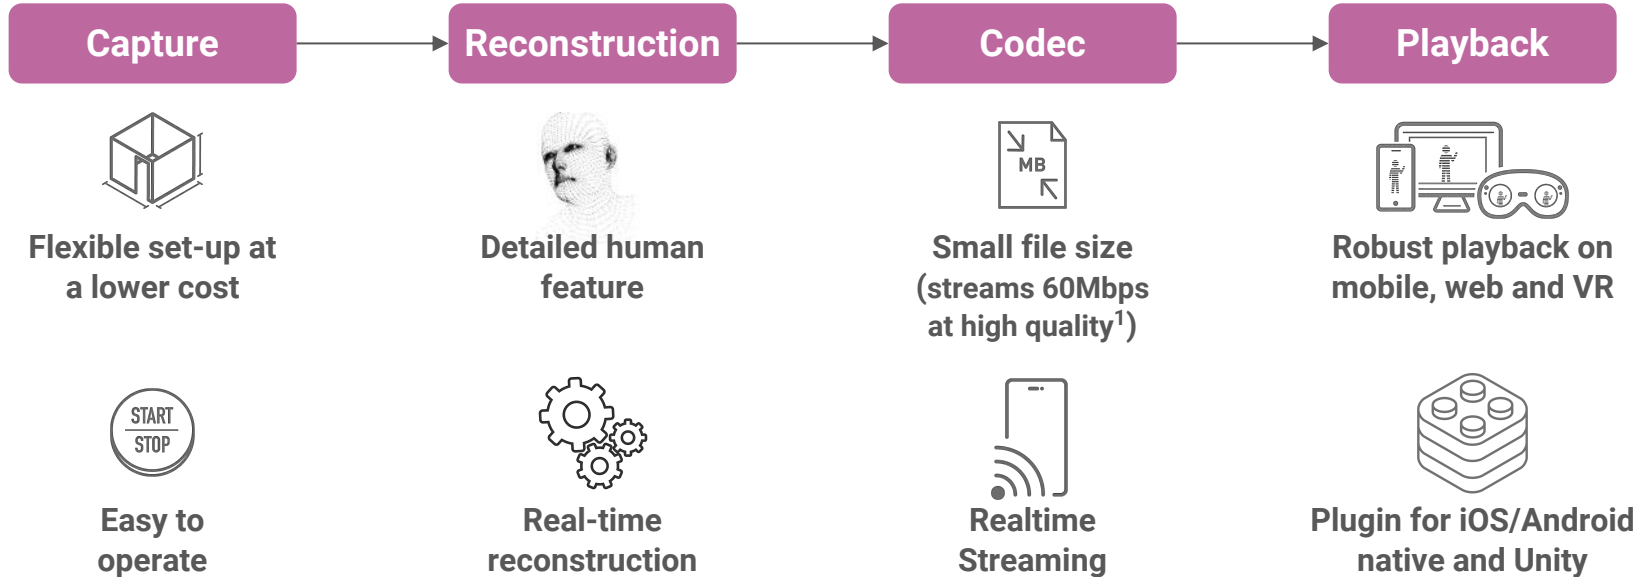 Capture
Reconstruction
Codec
Playback
MB
Flexible set-up at
a lower cost
Detailed human
feature
Small file size
(streams 60Mbps
at high quality¹)
Robust playback on
mobile, web and VR
START
STOP
Easy to
operate
Real-time
reconstruction
Realtime
Streaming
Plugin for iOS/Android
native and Unity